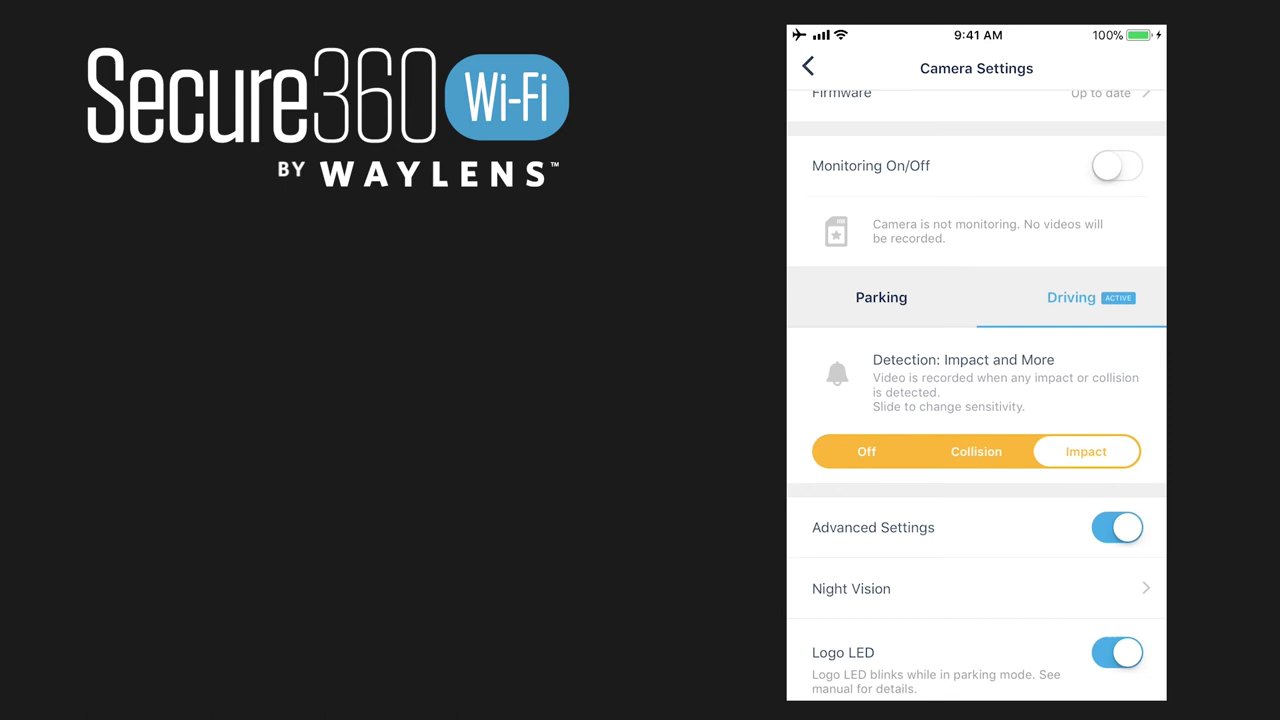 Secure360 Wi-Fi
BY WAYLENS™
9:41 AM
100%
Camera Settings
Firmware
Up to date
Monitoring On/Off
Camera is not monitoring. No videos will
be recorded.
Parking
Driving ACTIVE
Detection: Impact and More
Video is recorded when any impact or collision
is detected.
Slide to change sensitivity.
Off
Collision
Impact
Advanced Settings
Night Vision
Logo LED
Logo LED blinks while in parking mode. See
manual for details.